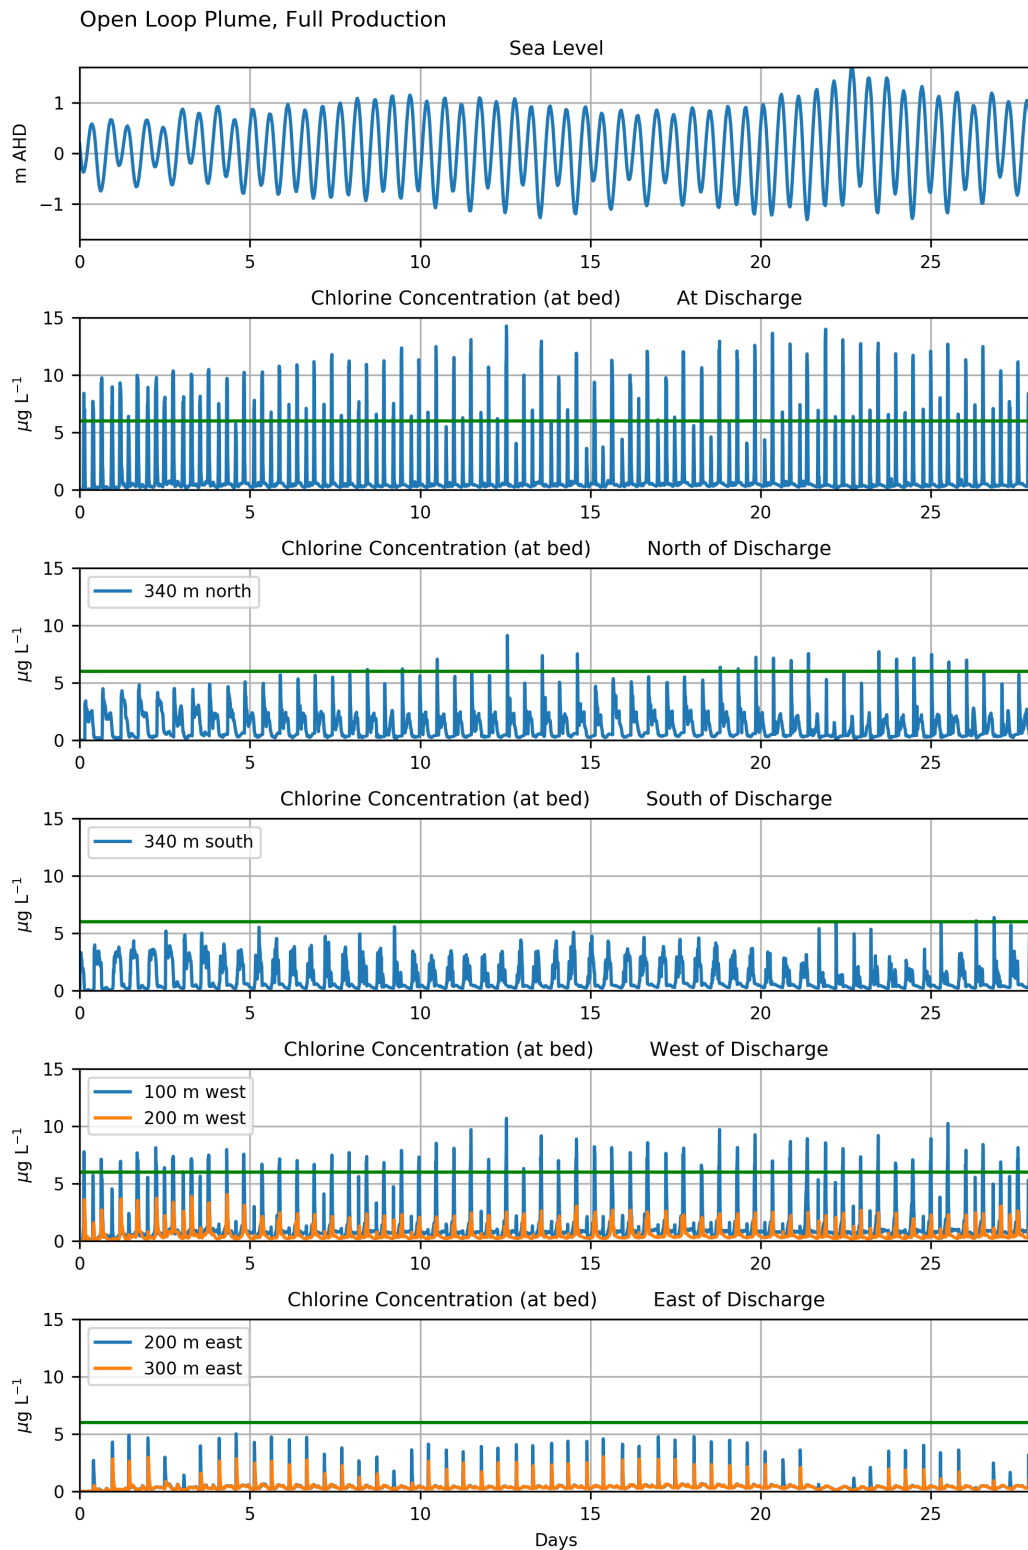 Open Loop Plume, Full Production
Sea Level
m AHD
1
0
−1
0 5 10 15 20 25
Chlorine Concentration (at bed) At Discharge
µg L⁻¹
15
10
5
0
0 5 10 15 20 25
Chlorine Concentration (at bed) North of Discharge
340 m north
µg L⁻¹
15
10
5
0
0 5 10 15 20 25
Chlorine Concentration (at bed) South of Discharge
340 m south
µg L⁻¹
15
10
5
0
0 5 10 15 20 25
Chlorine Concentration (at bed) West of Discharge
100 m west
200 m west
µg L⁻¹
15
10
5
0
0 5 10 15 20 25
Chlorine Concentration (at bed) East of Discharge
200 m east
300 m east
µg L⁻¹
15
10
5
0
0 5 10 15 20 25
Days